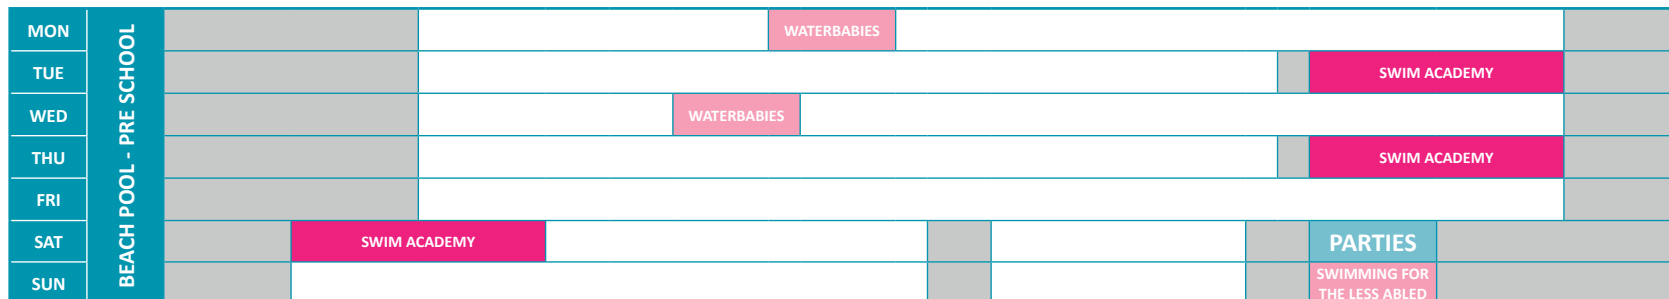 BEACH POOL - PRE SCHOOL
MON
WATERBABIES
TUE
SWIM ACADEMY
WED
WATERBABIES
THU
SWIM ACADEMY
FRI
SAT
SWIM ACADEMY
PARTIES
SUN
SWIMMING FOR
THE LESS ABLED